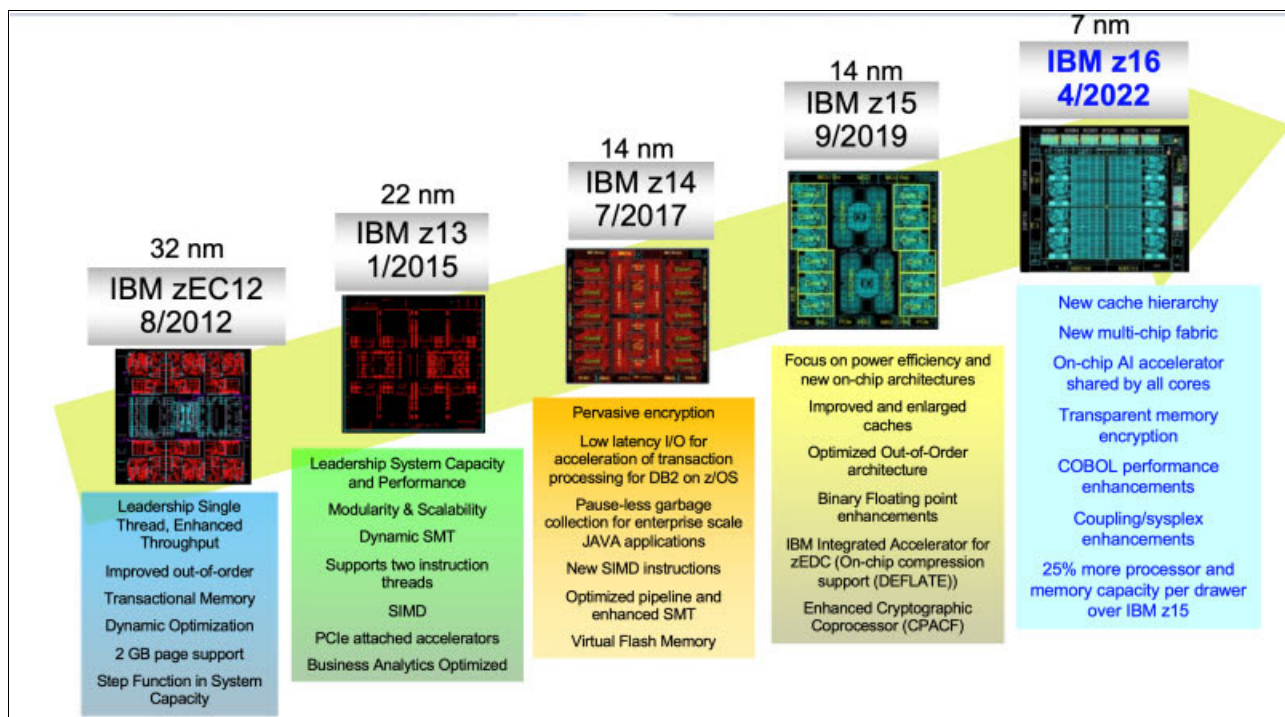 32 nm
IBM zEC12
8/2012
Leadership Single
Thread, Enhanced
Throughput
Improved out-of-order
Transactional Memory
Dynamic Optimization
2 GB page support
Step Function in System
Capacity
22 nm
IBM z13
1/2015
Leadership System Capacity
and Performance
Modularity & Scalability
Dynamic SMT
Supports two instruction
threads
SIMD
PCIe attached accelerators
Business Analytics Optimized
14 nm
IBM z14
7/2017
Pervasive encryption
Low latency I/O for
acceleration of transaction
processing for DB2 on z/OS
Pause-less garbage
collection for enterprise scale
JAVA applications
New SIMD instructions
Optimized pipeline and
enhanced SMT
Virtual Flash Memory
14 nm
IBM z15
9/2019
Focus on power efficiency and
new on-chip architectures
Improved and enlarged
caches
Optimized Out-of-Order
architecture
Binary Floating point
enhancements
IBM Integrated Accelerator for
zEDC (On-chip compression
support (DEFLATE))
Enhanced Cryptographic
Coprocessor (CPACF)
7 nm
IBM z16
4/2022
New cache hierarchy
New multi-chip fabric
On-chip AI accelerator
shared by all cores
Transparent memory
encryption
COBOL performance
enhancements
Coupling/sysplex
enhancements
25% more processor and
memory capacity per drawer
over IBM z15